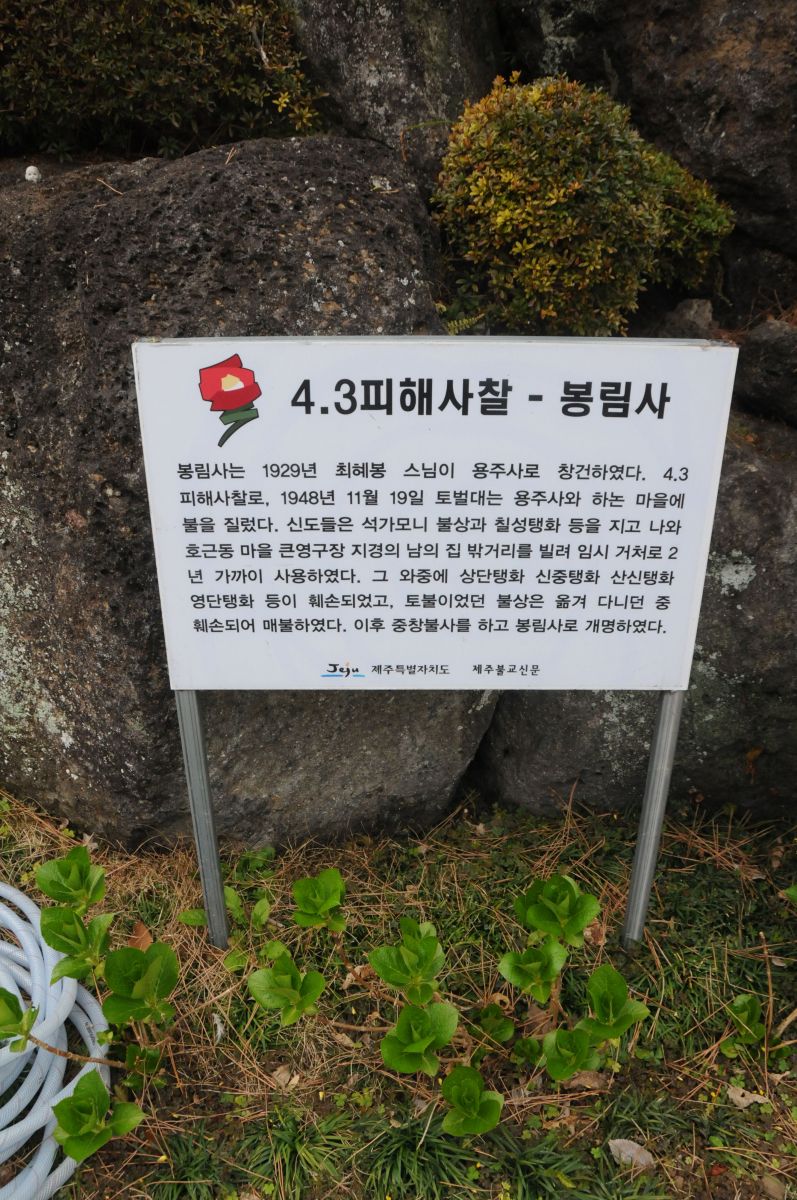 4.3피해사찰 - 봉림사
봉림사는 1929년 최혜봉 스님이 용주사로 창건하였다. 4.3
피해사찰로, 1948년 11월 19일 토벌대는 용주사와 하논 마을에
불을 질렀다. 신도들은 석가모니 불상과 칠성탱화 등을 지고 나와
호근동 마을 큰영구장 지경의 남의 집 밖거리를 빌려 임시 거처로 2
년 가까이 사용하였다. 그 와중에 상단탱화 신중탱화 산신탱화
영단탱화 등이 훼손되었고, 토불이었던 불상은 옮겨 다니던 중
훼손되어 매불하였다. 이후 중창불사를 하고 봉림사로 개명하였다.
Jeju 제주특별자치도 제주불교신문